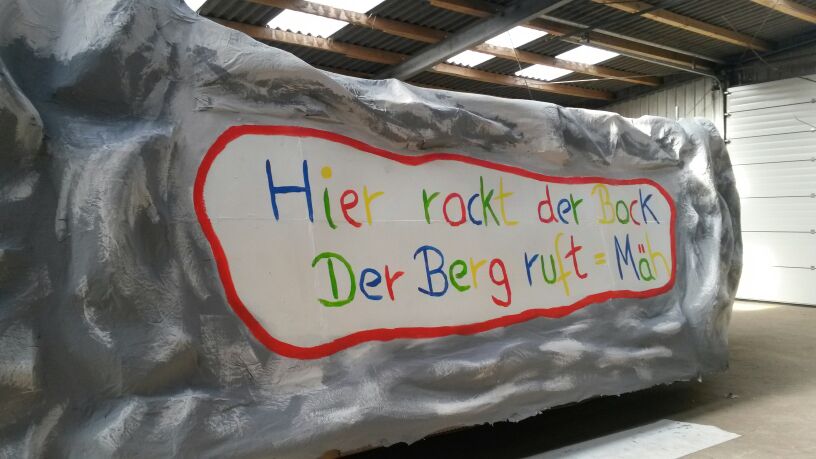 Hier rockt der Bock
Der Berg ruft = Mäh